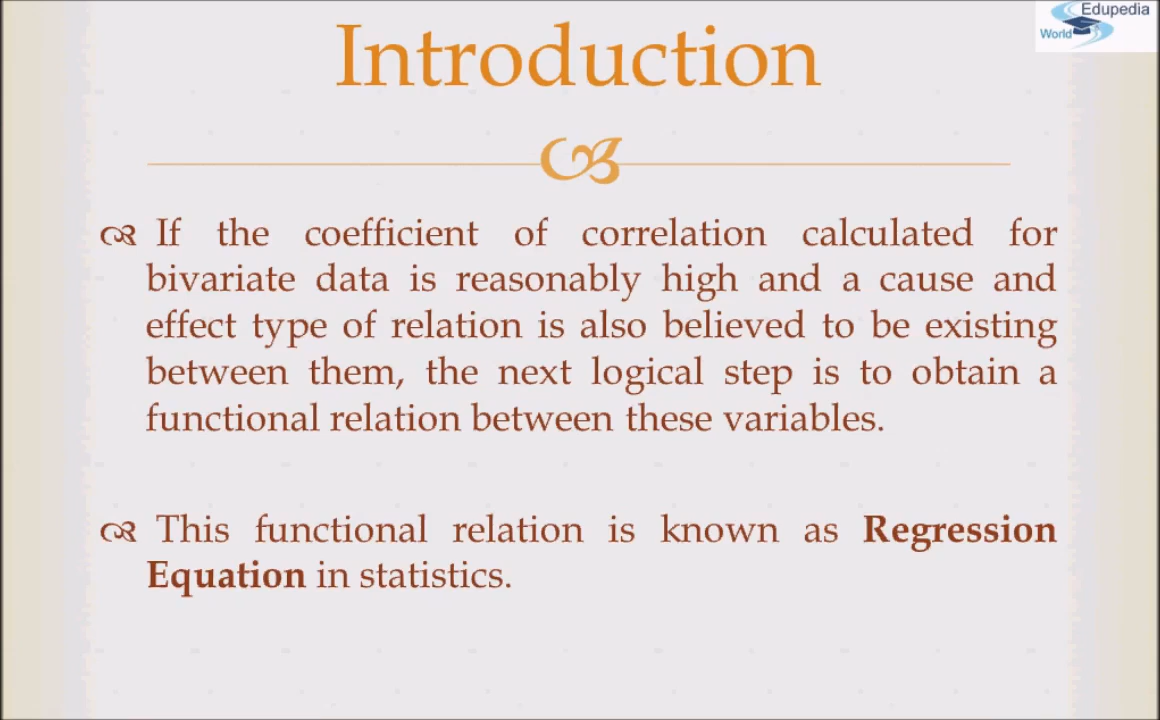 Edupedia
World
Introduction
If the coefficient of correlation calculated for
bivariate data is reasonably high and a cause and
effect type of relation is also believed to be existing
between them, the next logical step is to obtain a
functional relation between these variables.
This functional relation is known as Regression
Equation in statistics.